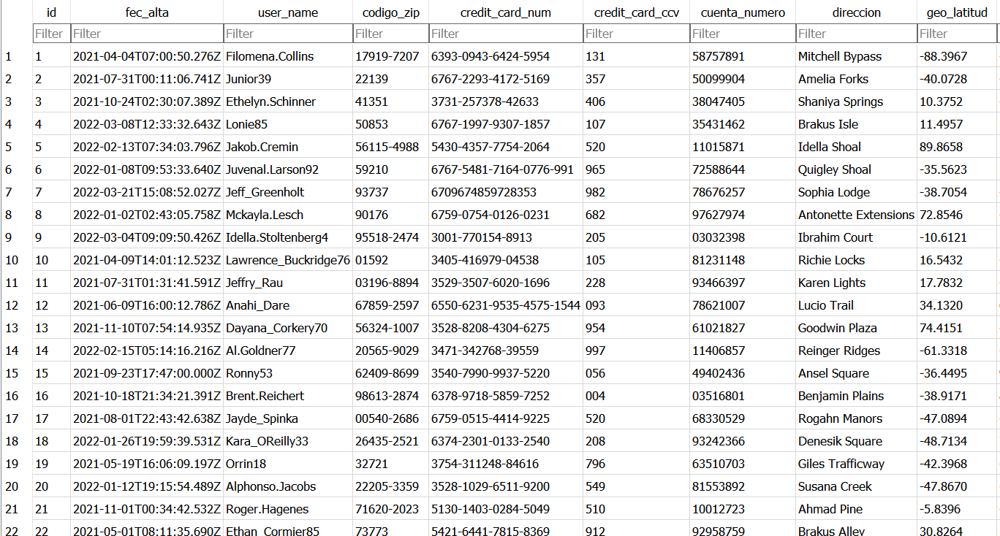 id fec_alta user_name codigo_zip credit_card_num credit_card_ccv cuenta_numero direccion geo_latitud
Filter Filter Filter Filter Filter Filter Filter Filter Filter
1 1 2021-04-04T07:00:50.276Z Filomena.Collins 17919-7207 6393-0943-6424-5954 131 58757891 Mitchell Bypass -88.3967
2 2 2021-07-31T00:11:06.741Z Junior39 22139 6767-2293-4172-5169 357 50099904 Amelia Forks -40.0728
3 3 2021-10-24T02:30:07.389Z Ethelyn.Schinner 41351 3731-257378-42633 406 38047405 Shaniya Springs 10.3752
4 4 2022-03-08T12:33:32.643Z Lonie85 50853 6767-1997-9307-1857 107 35431462 Brakus Isle 11.4957
5 5 2022-02-13T07:34:03.796Z Jakob.Cremin 56115-4988 5430-4357-7754-2064 520 11015871 Idella Shoal 89.8658
6 6 2022-01-08T09:53:33.640Z Juvenal.Larson92 59210 6767-5481-7164-0776-991 965 72588644 Quigley Shoal -35.5623
7 7 2022-03-21T15:08:52.027Z Jeff_Greenholt 93737 6709674859728353 982 78676257 Sophia Lodge -38.7054
8 8 2022-01-02T02:43:05.758Z Mckayla.Lesch 90176 6759-0754-0126-0231 682 97627974 Antonette Extensions 72.8546
9 9 2022-03-04T09:09:50.426Z Idella.Stoltenberg4 95518-2474 3001-770154-8913 205 03032398 Ibrahim Court -10.6121
10 10 2021-04-09T14:01:12.523Z Lawrence_Buckridge76 01592 3405-416979-04538 105 81231148 Richie Locks 16.5432
11 11 2021-07-31T01:31:41.591Z Jeffry_Rau 03196-8894 3529-3507-6020-1696 228 93466397 Karen Lights 17.7832
12 12 2021-06-09T16:00:12.786Z Anahi_Dare 67859-2597 6550-6231-9535-4575-1544 093 78621007 Lucio Trail 34.1320
13 13 2021-11-10T07:54:14.935Z Dayana_Corkery70 56324-1007 3528-8208-4304-6275 954 61021827 Goodwin Plaza 74.4151
14 14 2022-02-15T05:14:16.216Z Al.Goldner77 20565-9029 3471-342768-39559 997 11406857 Reinger Ridges -61.3318
15 15 2021-09-23T17:47:00.000Z Ronny53 62409-8699 3540-7990-9937-5220 056 49402436 Ansel Square -36.4495
16 16 2021-10-18T21:34:21.391Z Brent.Reichert 98613-2874 6378-9718-5859-7252 004 03516801 Benjamin Plains -38.9171
17 17 2021-08-01T22:43:42.638Z Jayde_Spinka 00540-2686 6759-0515-4414-9225 520 68330529 Rogahn Manors -47.0894
18 18 2022-01-26T19:59:39.531Z Kara_OReilly33 26435-2521 6374-2301-0133-2540 208 93242366 Denesik Square -48.7134
19 19 2021-05-19T16:06:09.197Z Orrin18 32721 3754-311248-84616 796 63510703 Giles Trafficway -42.3968
20 20 2022-01-12T19:15:54.489Z Alphonso.Jacobs 22205-3359 3528-1029-6511-9200 549 81553892 Susana Creek -47.8670
21 21 2021-11-01T00:34:42.532Z Roger.Hagenes 71620-2023 5130-1403-0284-5049 510 10012723 Ahmad Pine -5.8396
22 22 2021-05-01T08:11:35.690Z Ethan_Cormier85 73773 5421-6441-7815-8369 912 92958759 Brakus Alley 30.8264